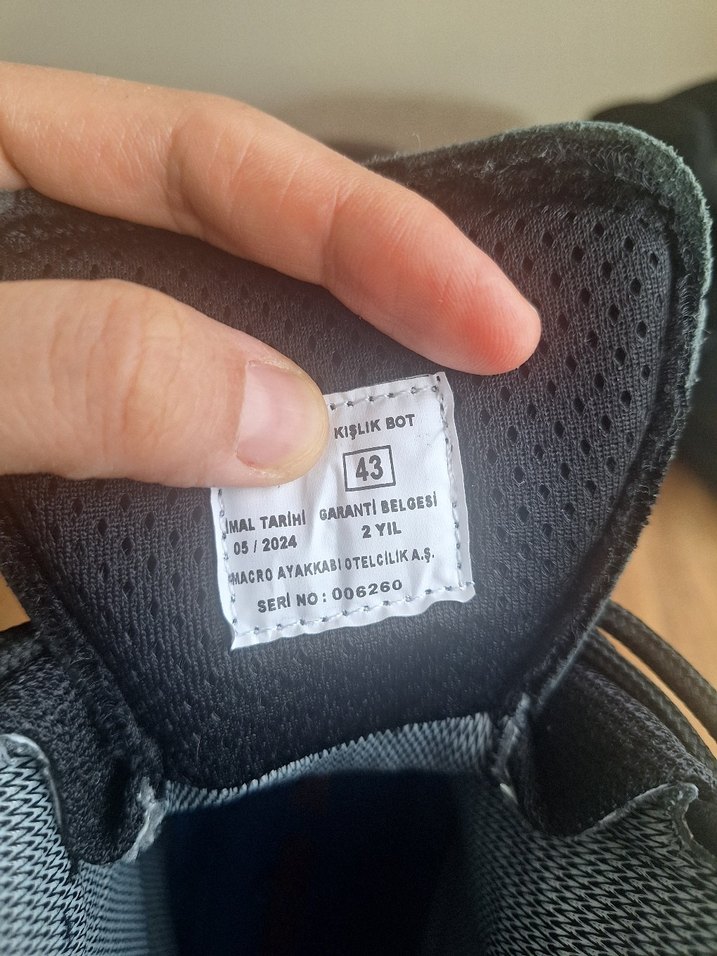 KIŞLIK BOT
43
İMAL TARİHİ GARANTİ BELGESİ
05 / 2024 2 YIL
MACRO AYAKKABI OTELCİLİK A.Ş.
SERİ NO : 006260